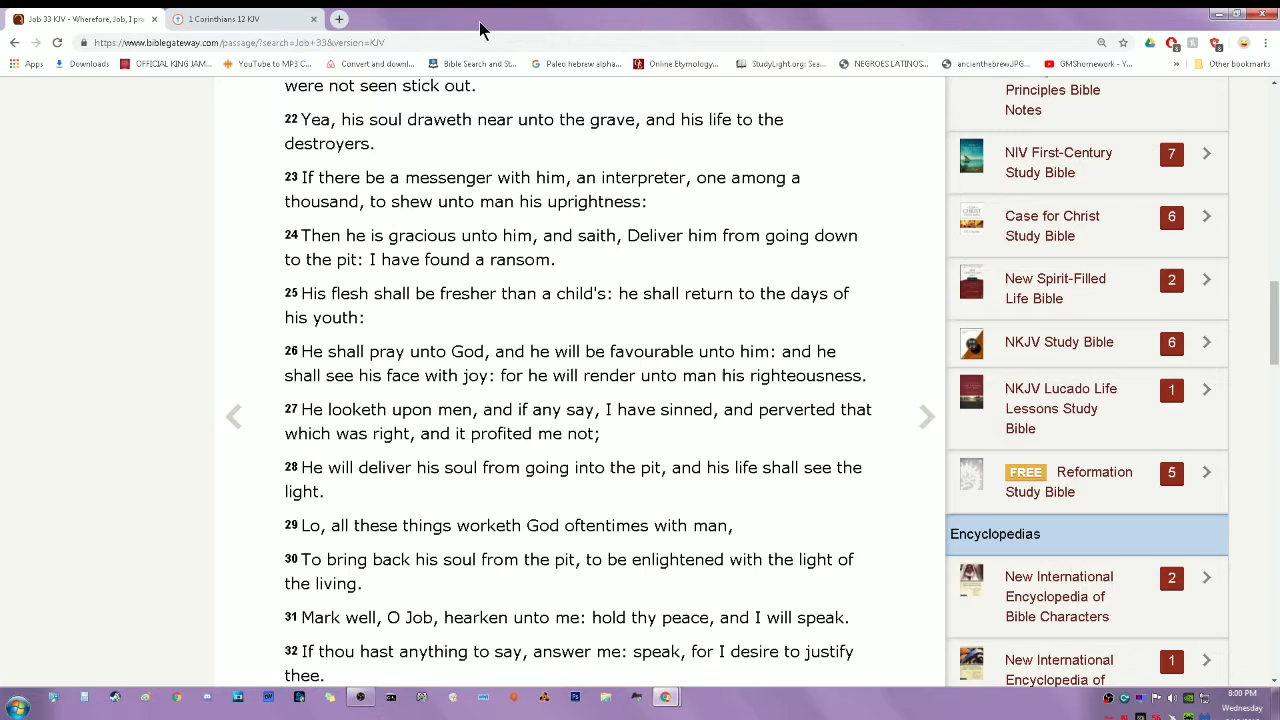 Job 33 KJV - Wherefore, Job, I pr
1 Corinthians 12 KJV
https://www.biblegateway.com/passage/?search=Job+33&version=KJV
Apps
Downloads
OFFICIAL KING JAM...
YouTube to MP3 C...
Convert and downl...
Bible Search and St...
Paleo hebrew alpha...
Online Etymology...
StudyLight.org: Sea...
NEGROES LATINOS...
ancienthebrewJPG...
GMShomework - Y...
»
Other bookmarks
were not seen stick out.
22 Yea, his soul draweth near unto the grave, and his life to the
destroyers.
23 If there be a messenger with him, an interpreter, one among a
thousand, to shew unto man his uprightness:
24 Then he is gracious unto him, and saith, Deliver him from going down
to the pit: I have found a ransom.
25 His flesh shall be fresher than a child's: he shall return to the days of
his youth:
26 He shall pray unto God, and he will be favourable unto him: and he
shall see his face with joy: for he will render unto man his righteousness.
27 He looketh upon men, and if any say, I have sinned, and perverted that
which was right, and it profited me not;
28 He will deliver his soul from going into the pit, and his life shall see the
light.
29 Lo, all these things worketh God oftentimes with man,
30 To bring back his soul from the pit, to be enlightened with the light of
the living.
31 Mark well, O Job, hearken unto me: hold thy peace, and I will speak.
32 If thou hast anything to say, answer me: speak, for I desire to justify
thee.
Principles Bible
Notes
NIV First-Century
Study Bible
7
Case for Christ
Study Bible
6
New Spirit-Filled
Life Bible
2
NKJV Study Bible
6
NKJV Lucado Life
Lessons Study
Bible
1
FREE Reformation
Study Bible
5
Encyclopedias
New International
Encyclopedia of
Bible Characters
2
New International
Encyclopedia of
1
8:00 PM
Wednesday